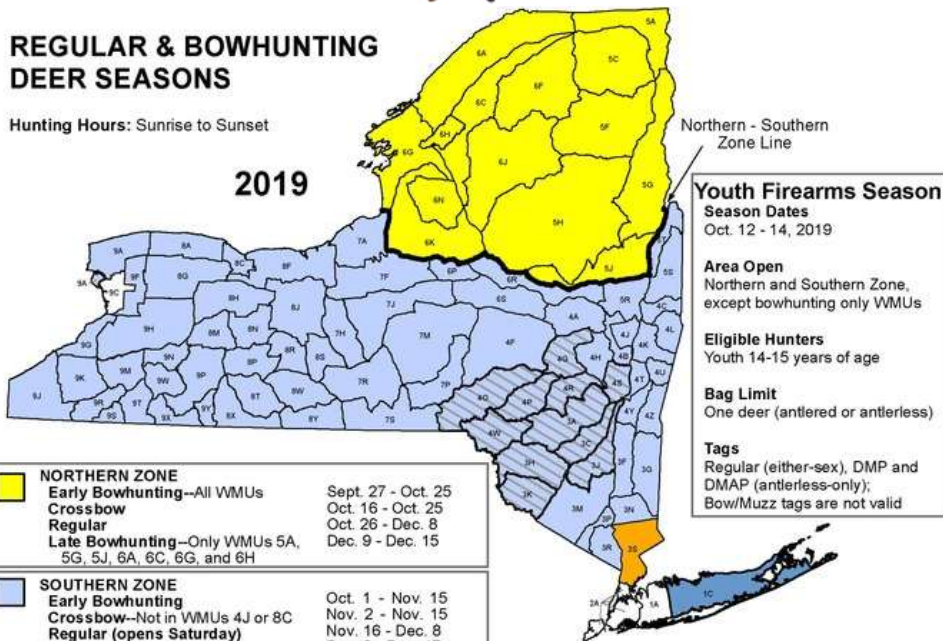 REGULAR & BOWHUNTING
DEER SEASONS
Hunting Hours: Sunrise to Sunset
2019
Northern - Southern
Zone Line
Youth Firearms Season
Season Dates
Oct. 12 - 14, 2019
Area Open
Northern and Southern Zone,
except bowhunting only WMUs
Eligible Hunters
Youth 14-15 years of age
Bag Limit
One deer (antlered or antlerless)
Tags
Regular (either-sex), DMP and
DMAP (antlerless-only);
Bow/Muzz tags are not valid
5A
6A
5C
6F
6C
5F
6H
6G
6J
5G
6N
5H
6K
5J
9A
8A
7A
8C
8F
9F
8G
9A
9C
7F
6P
6R
5T
5S
6S
5R
4C
8H
8J
7J
4A
9H
8M
8N
7H
7M
4F
4J
4K
4L
9G
8R
8S
4G
4H
4B
9N
8P
9K
9M
9W
9P
7R
7P
4R
4S
4T
4U
9J
8T
8W
4O
4P
9R
9S
9T
9X
9Y
8X
8Y
7S
3A
4Y
4Z
4W
3C
3H
3J
3F
3G
3K
3M
3P
3N
3R
3S
2A
1A
1C
NORTHERN ZONE
Early Bowhunting--All WMUs Sept. 27 - Oct. 25
Crossbow Oct. 16 - Oct. 25
Regular Oct. 26 - Dec. 8
Late Bowhunting--Only WMUs 5A, Dec. 9 - Dec. 15
5G, 5J, 6A, 6C, 6G, and 6H
SOUTHERN ZONE
Early Bowhunting Oct. 1 - Nov. 15
Crossbow--Not in WMUs 4J or 8C Nov. 2 - Nov. 15
Regular (opens Saturday) Nov. 16 - Dec. 8